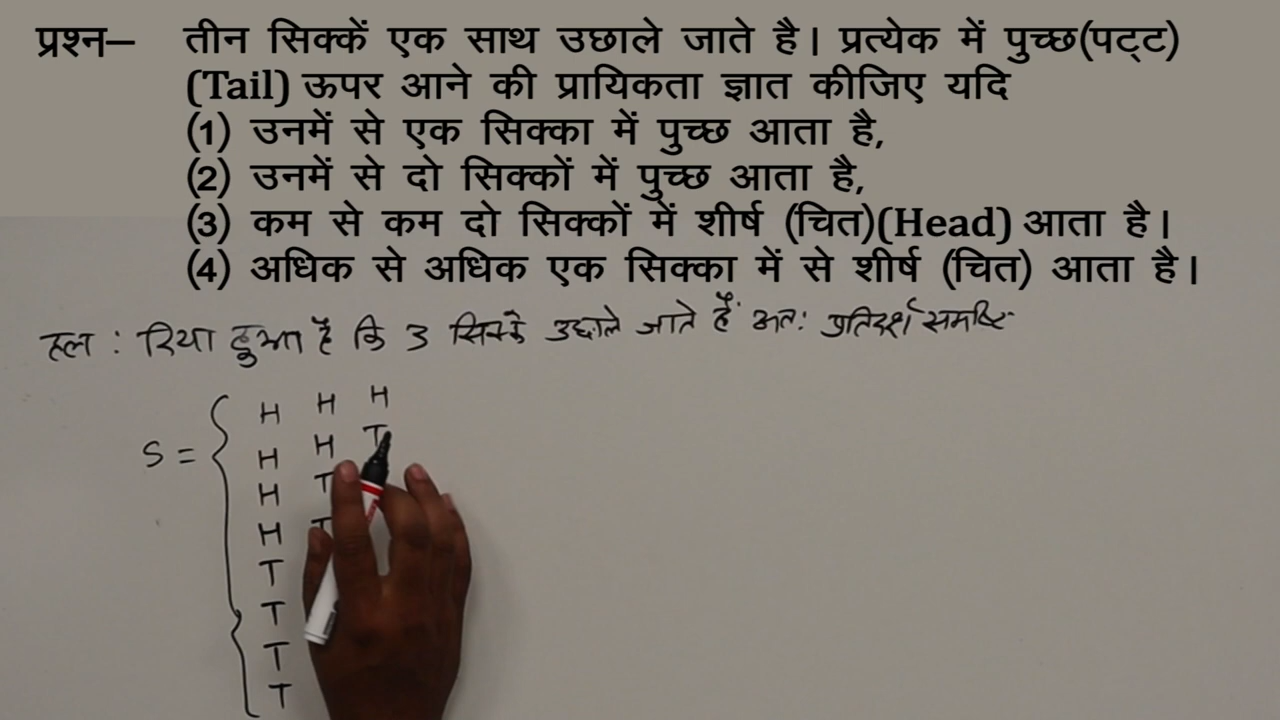 प्रश्न– तीन सिक्कें एक साथ उछाले जाते है। प्रत्येक में पुच्छ(पट्ट)
(Tail) ऊपर आने की प्रायिकता ज्ञात कीजिए यदि
(1) उनमें से एक सिक्का में पुच्छ आता है,
(2) उनमें से दो सिक्कों में पुच्छ आता है,
(3) कम से कम दो सिक्कों में शीर्ष (चित)(Head) आता है।
(4) अधिक से अधिक एक सिक्का में से शीर्ष (चित) आता है।
हल : दिया हुआ है कि 3 सिक्के उछाले जाते हैं अतः प्रतिदर्श समष्टि
H H H
S = { H H T
H T
H T
T
T
T
T